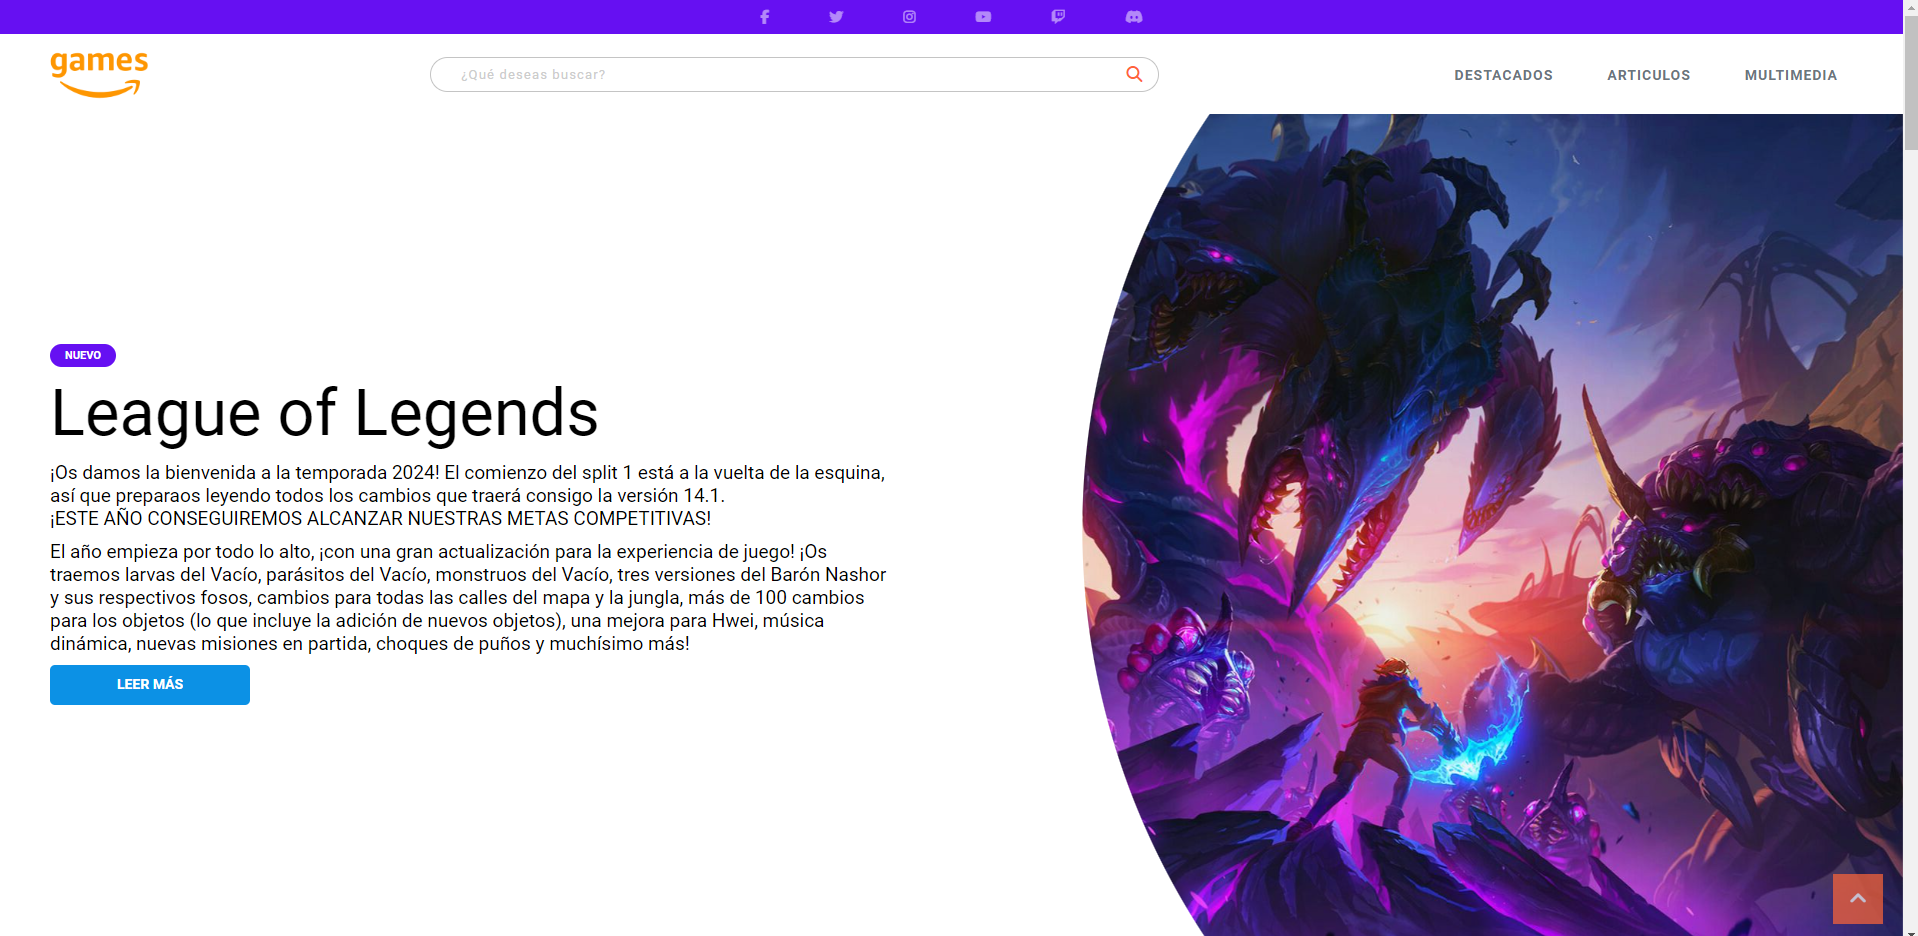 games
¿Qué deseas buscar?
DESTACADOS
ARTICULOS
MULTIMEDIA
NUEVO
League of Legends
¡Os damos la bienvenida a la temporada 2024! El comienzo del split 1 está a la vuelta de la esquina,
así que preparaos leyendo todos los cambios que traerá consigo la versión 14.1.
¡ESTE AÑO CONSEGUIREMOS ALCANZAR NUESTRAS METAS COMPETITIVAS!
El año empieza por todo lo alto, ¡con una gran actualización para la experiencia de juego! ¡Os
traemos larvas del Vacío, parásitos del Vacío, monstruos del Vacío, tres versiones del Barón Nashor
y sus respectivos fosos, cambios para todas las calles del mapa y la jungla, más de 100 cambios
para los objetos (lo que incluye la adición de nuevos objetos), una mejora para Hwei, música
dinámica, nuevas misiones en partida, choques de puños y muchísimo más!
LEER MÁS